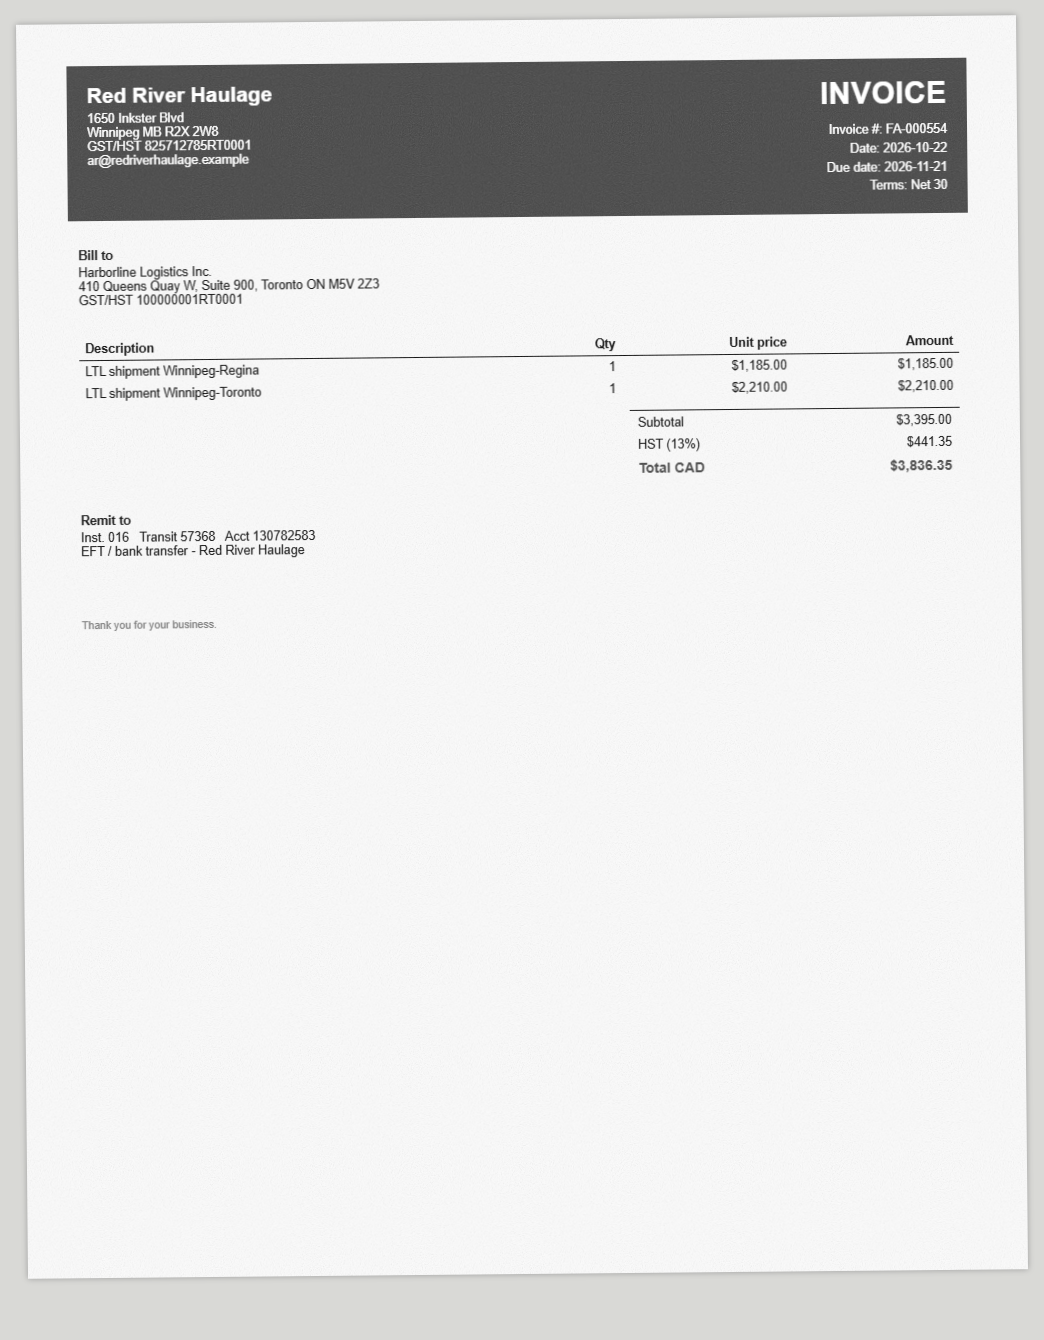 Red River Haulage
1650 Inkster Blvd
Winnipeg MB R2X 2W8
GST/HST 825712785RT0001
ar@redriverhaulage.example
INVOICE
Invoice #: FA-000554
Date: 2026-10-22
Due date: 2026-11-21
Terms: Net 30
Bill to
Harborline Logistics Inc.
410 Queens Quay W, Suite 900, Toronto ON M5V 2Z3
GST/HST 100000001RT0001
Description Qty Unit price Amount
LTL shipment Winnipeg-Regina 1 $1,185.00 $1,185.00
LTL shipment Winnipeg-Toronto 1 $2,210.00 $2,210.00
Subtotal $3,395.00
HST (13%) $441.35
Total CAD $3,836.35
Remit to
Inst. 016 Transit 57368 Acct 130782583
EFT / bank transfer - Red River Haulage
Thank you for your business.